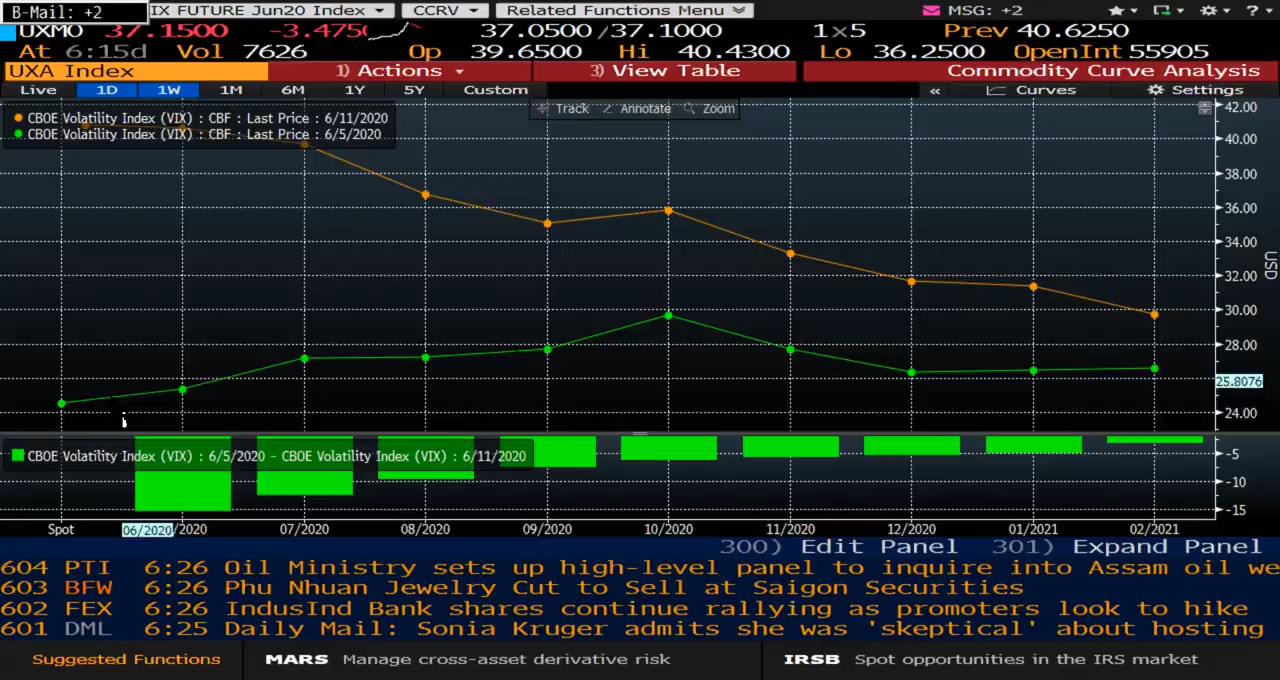 B-Mail: +2 IX FUTURE Jun20 Index CCRV Related Functions Menu MSG: +2 ?
UXM0 37.1500 -3.475 37.0500/37.1000 1x5 Prev 40.6250
At 6:15d Vol 7626 Op 39.6500 Hi 40.4300 Lo 36.2500 OpenInt 55905
UXA Index 1) Actions 3) View Table Commodity Curve Analysis
Live 1D 1W 1M 6M 1Y 5Y Custom « Curves Settings
Track Annotate Zoom
CBOE Volatility Index (VIX) : CBF : Last Price : 6/11/2020
CBOE Volatility Index (VIX) : CBF : Last Price : 6/5/2020
42.00
40.00
38.00
36.00
34.00
32.00
30.00
28.00
25.8076
24.00
USD
CBOE Volatility Index (VIX) : 6/5/2020 - CBOE Volatility Index (VIX) : 6/11/2020
-5
-10
-15
Spot 06/2020 /2020 07/2020 08/2020 09/2020 10/2020 11/2020 12/2020 01/2021 02/2021
300) Edit Panel 301) Expand Panel
604 PTI 6:26 Oil Ministry sets up high-level panel to inquire into Assam oil we
603 BFW 6:26 Phu Nhuan Jewelry Cut to Sell at Saigon Securities
602 FEX 6:26 IndusInd Bank shares continue rallying as promoters look to hike
601 DML 6:25 Daily Mail: Sonia Kruger admits she was 'skeptical' about hosting
Suggested Functions MARS Manage cross-asset derivative risk IRSB Spot opportunities in the IRS market